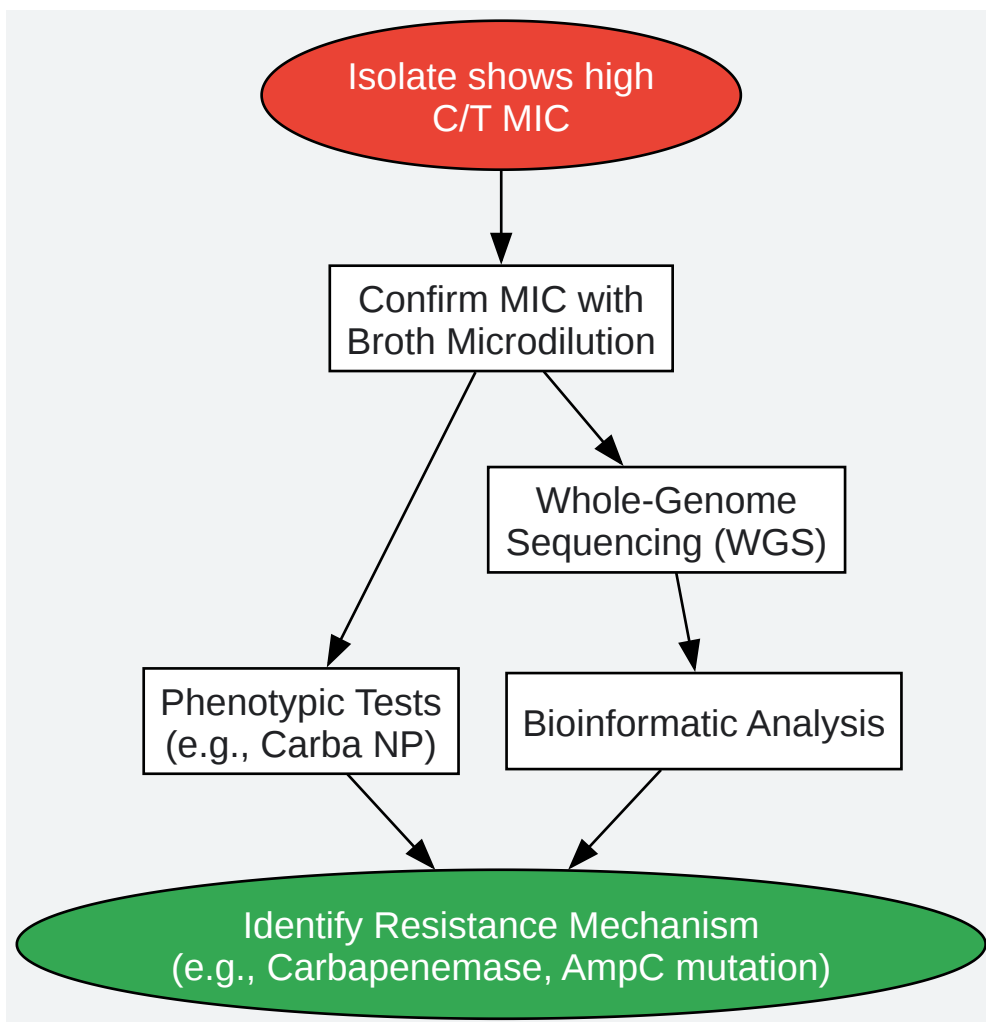 Isolate shows high
C/T MIC
Confirm MIC with
Broth Microdilution
Whole-Genome
Sequencing (WGS)
Phenotypic Tests
(e.g., Carba NP)
Bioinformatic Analysis
Identify Resistance Mechanism
(e.g., Carbapenemase, AmpC mutation)